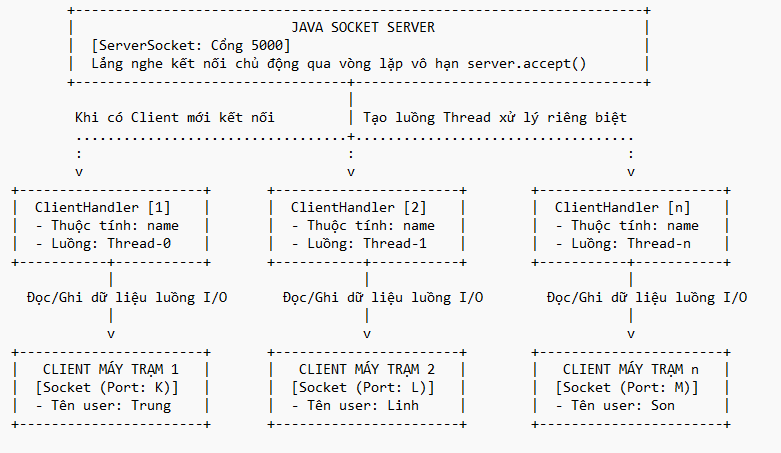 JAVA SOCKET SERVER
[ServerSocket: Cổng 5000]
Lắng nghe kết nối chủ động qua vòng lặp vô hạn server.accept()
Khi có Client mới kết nối | Tạo luồng Thread xử lý riêng biệt
ClientHandler [1] ClientHandler [2] ClientHandler [n]
- Thuộc tính: name - Thuộc tính: name - Thuộc tính: name
- Luồng: Thread-0 - Luồng: Thread-1 - Luồng: Thread-n
Đọc/Ghi dữ liệu luồng I/O Đọc/Ghi dữ liệu luồng I/O Đọc/Ghi dữ liệu luồng I/O
CLIENT MÁY TRẠM 1 CLIENT MÁY TRẠM 2 CLIENT MÁY TRẠM n
[Socket (Port: K)] [Socket (Port: L)] [Socket (Port: M)]
- Tên user: Trung - Tên user: Linh - Tên user: Son